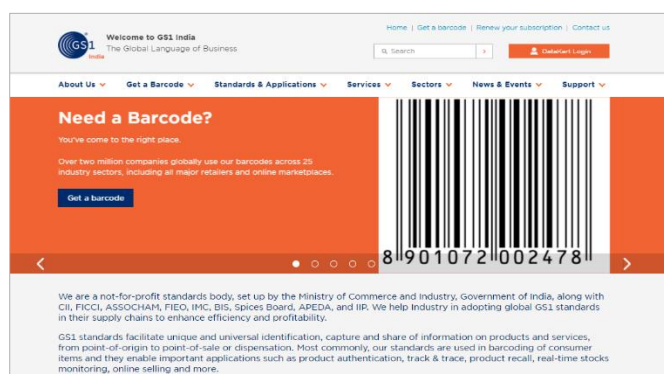 Home | Get a barcode | Renew your subscription | Contact us
GS1
India
Welcome to GS1 India
The Global Language of Business
Search
DataKart Login
About Us
Get a Barcode
Standards & Applications
Services
Sectors
News & Events
Support
Need a Barcode?
You've come to the right place.
Over two million companies globally use our barcodes across 25
industry sectors, including all major retailers and online marketplaces.
Get a barcode
8 901072 002478
We are a not-for-profit standards body, set up by the Ministry of Commerce and Industry, Government of India, along with
CII, FICCI, ASSOCHAM, FIEO, IMC, BIS, Spices Board, APEDA, and IIP. We help Industry in adopting global GS1 standards
in their supply chains to enhance efficiency and profitability.
GS1 standards facilitate unique and universal identification, capture and share of information on products and services,
from point-of-origin to point-of-sale or dispensation. Most commonly, our standards are used in barcoding of consumer
items and they enable important applications such as product authentication, track & trace, product recall, real-time stocks
monitoring, online selling and more.